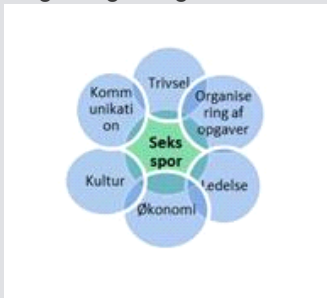 Trivsel
Organise
ring af
opgaver
Ledelse
Økonomi
Kultur
Komm
unikati
on
Seks
spor